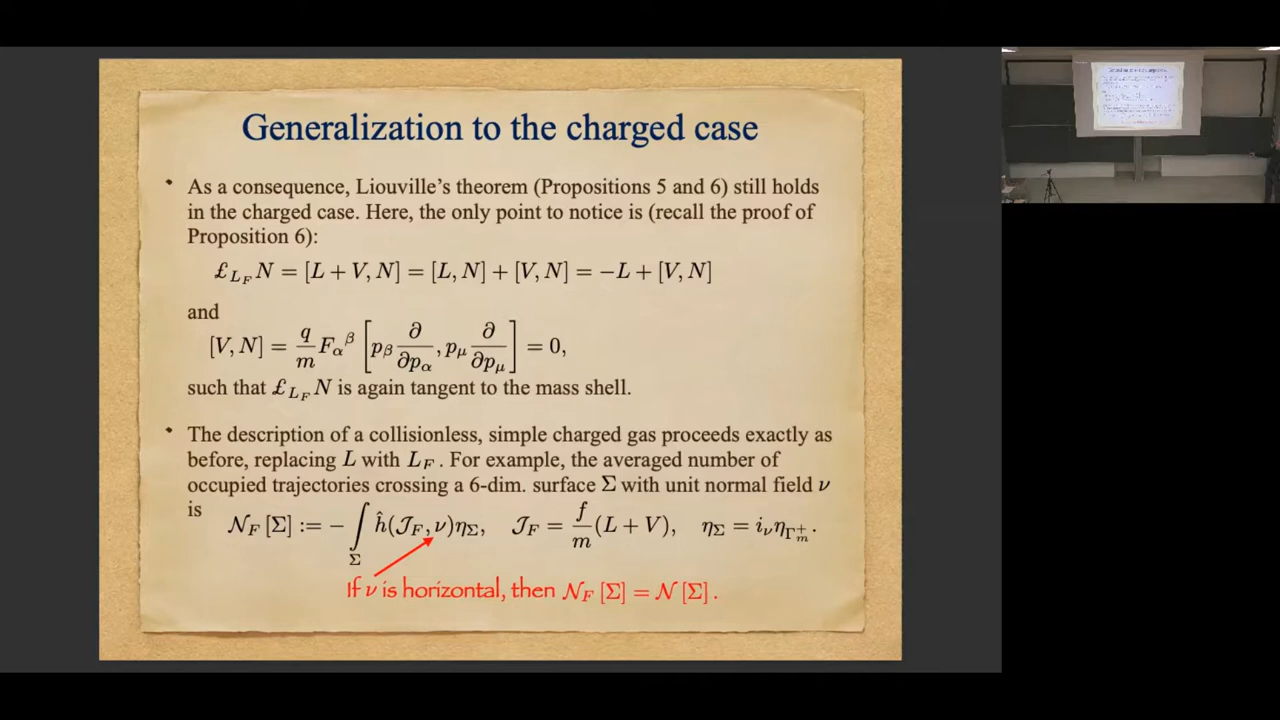 Generalization to the charged case
As a consequence, Liouville's theorem (Propositions 5 and 6) still holds
in the charged case. Here, the only point to notice is (recall the proof of
Proposition 6):
£_{L_F} N = [L + V, N] = [L, N] + [V, N] = −L + [V, N]
and
[V, N] = \frac{q}{m} F_α{}^β [ p_β \frac{∂}{∂p_α}, p_μ \frac{∂}{∂p_μ} ] = 0,
such that £_{L_F} N is again tangent to the mass shell.
The description of a collisionless, simple charged gas proceeds exactly as
before, replacing L with L_F. For example, the averaged number of
occupied trajectories crossing a 6-dim. surface Σ with unit normal field ν
is
𝒩_F [Σ] := − ∫_Σ ĥ(𝒥_F, ν)η_Σ, 𝒥_F = \frac{f}{m}(L + V), η_Σ = i_ν η_{Γ_m^+}.
If ν is horizontal, then 𝒩_F [Σ] = 𝒩 [Σ].